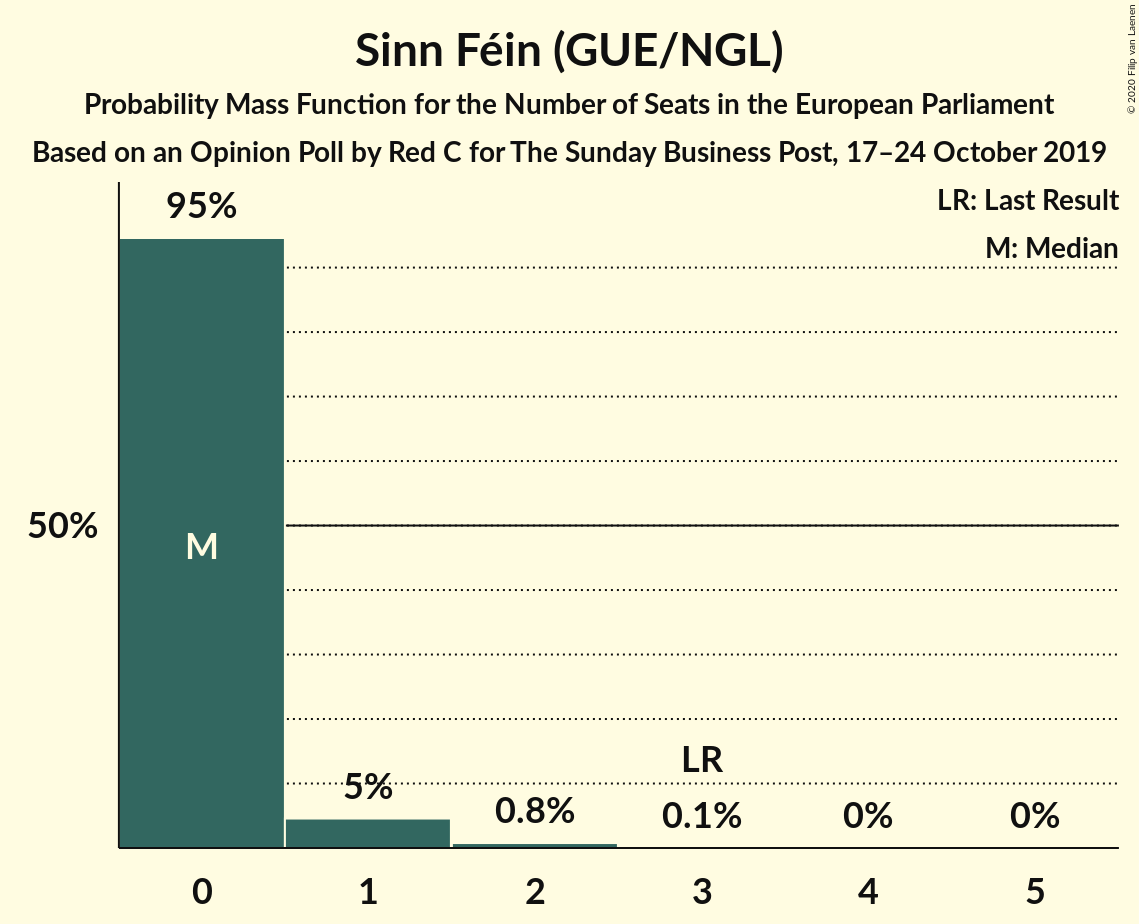 Sinn Féin (GUE/NGL)
Probability Mass Function for the Number of Seats in the European Parliament
Based on an Opinion Poll by Red C for The Sunday Business Post, 17–24 October 2019
© 2020 Filip van Laenen
LR: Last Result
M: Median
95%
50%
M
LR
5%
0.8%
0.1%
0%
0%
0
1
2
3
4
5